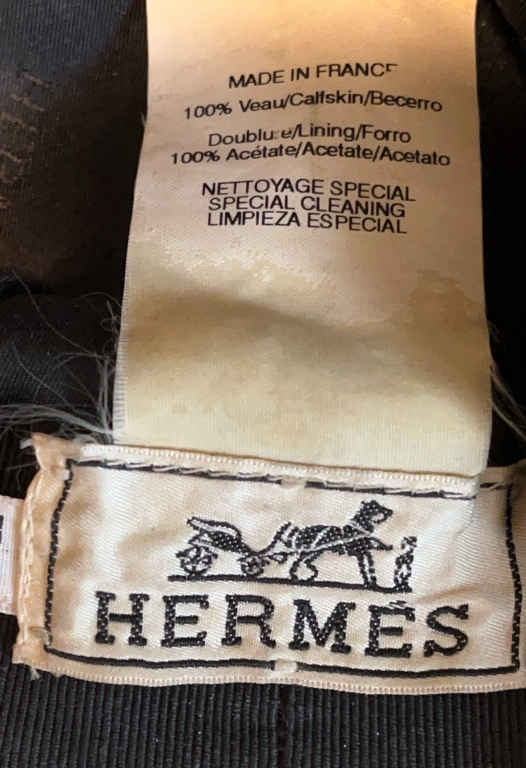 MADE IN FRANCE
100% Veau/Calfskin/Becerro
Doublure/Lining/Forro
100% Acétate/Acetate/Acetato
NETTOYAGE SPECIAL
SPECIAL CLEANING
LIMPIEZA ESPECIAL
HERMES